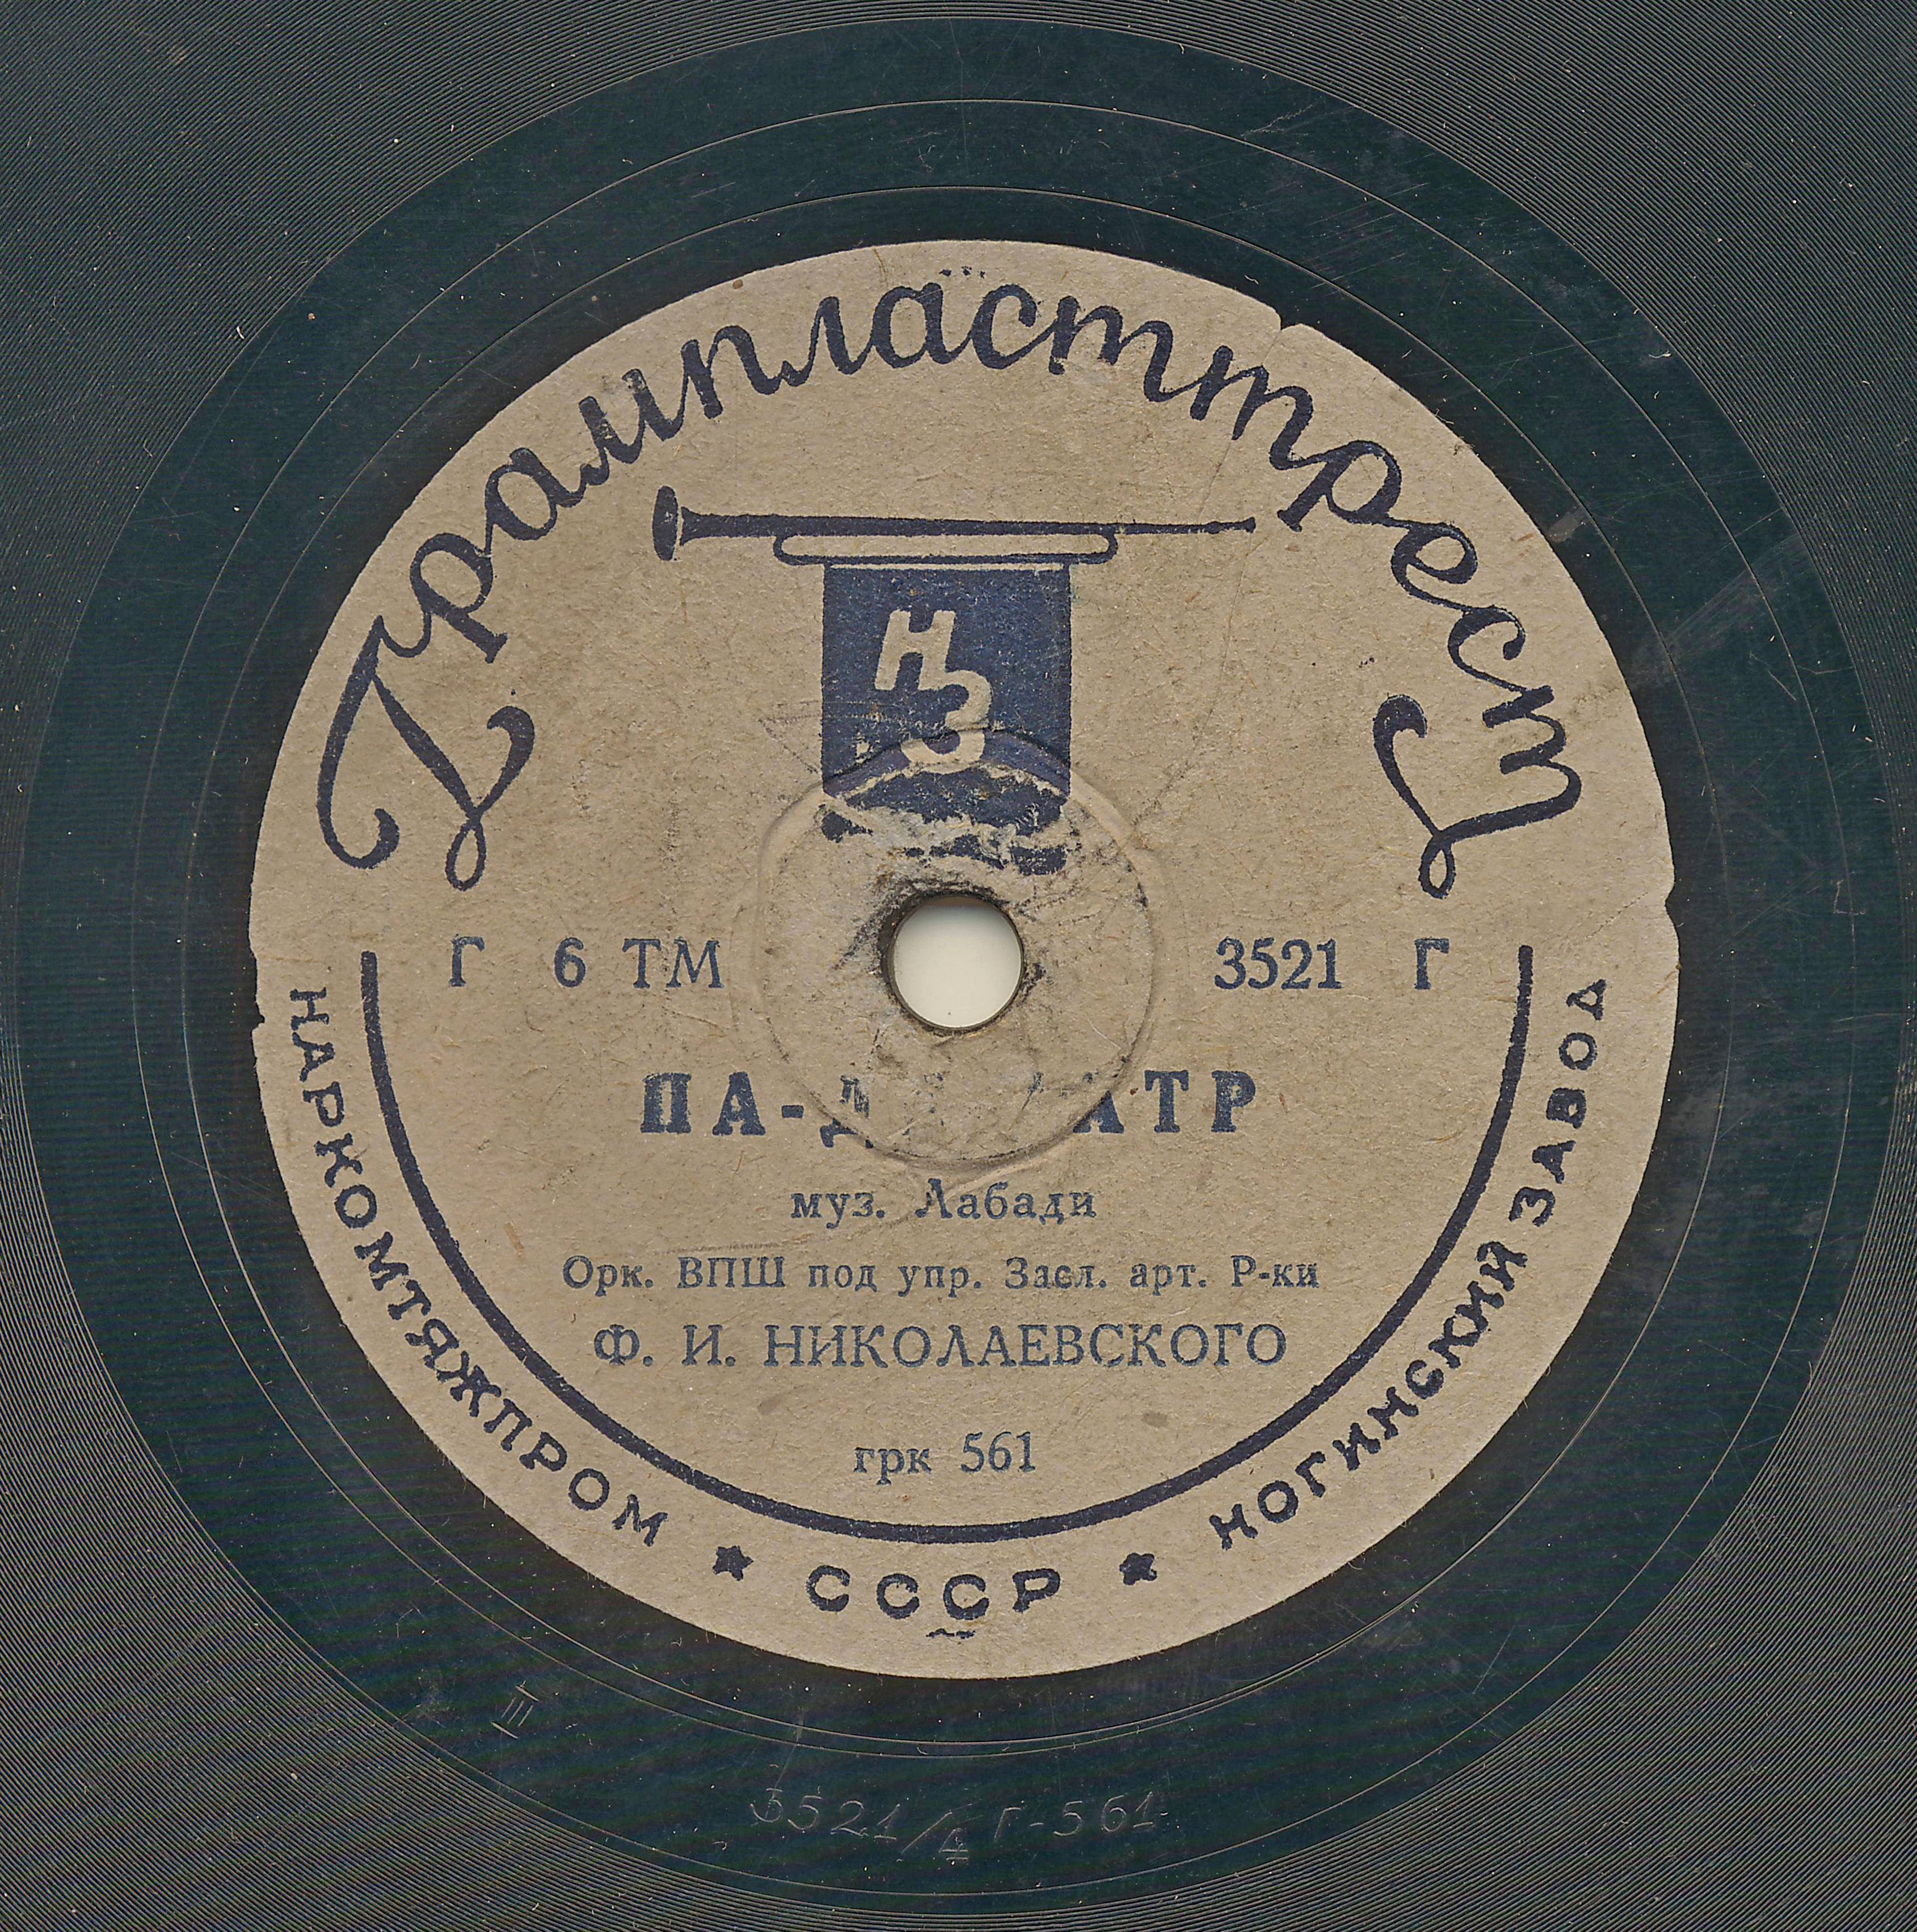 Грампласттрест
НЗ
Г 6 ТМ 3521 Г
муз. Лабади
Орк. ВПШ под упр. Засл. арт. Р-ки
Ф. И. НИКОЛАЕВСКОГО
грк 561
НАРКОМТЯЖПРОМ ★ СССР ★ НОГИНСКИЙ ЗАВОД
III
3521/4 Г-561